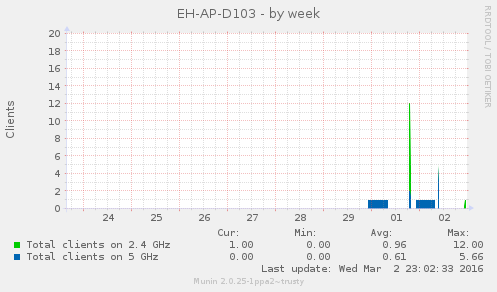 EH-AP-D103 - by week
RRDTOOL / TOBI OETIKER
Clients
20
18
16
14
12
10
8
6
4
2
0
24 25 26 27 28 29 01 02
Cur: Min: Avg: Max:
Total clients on 2.4 GHz 1.00 0.00 0.96 12.00
Total clients on 5 GHz 0.00 0.00 0.61 5.66
Last update: Wed Mar 2 23:02:33 2016
Munin 2.0.25-1ppa2~trusty